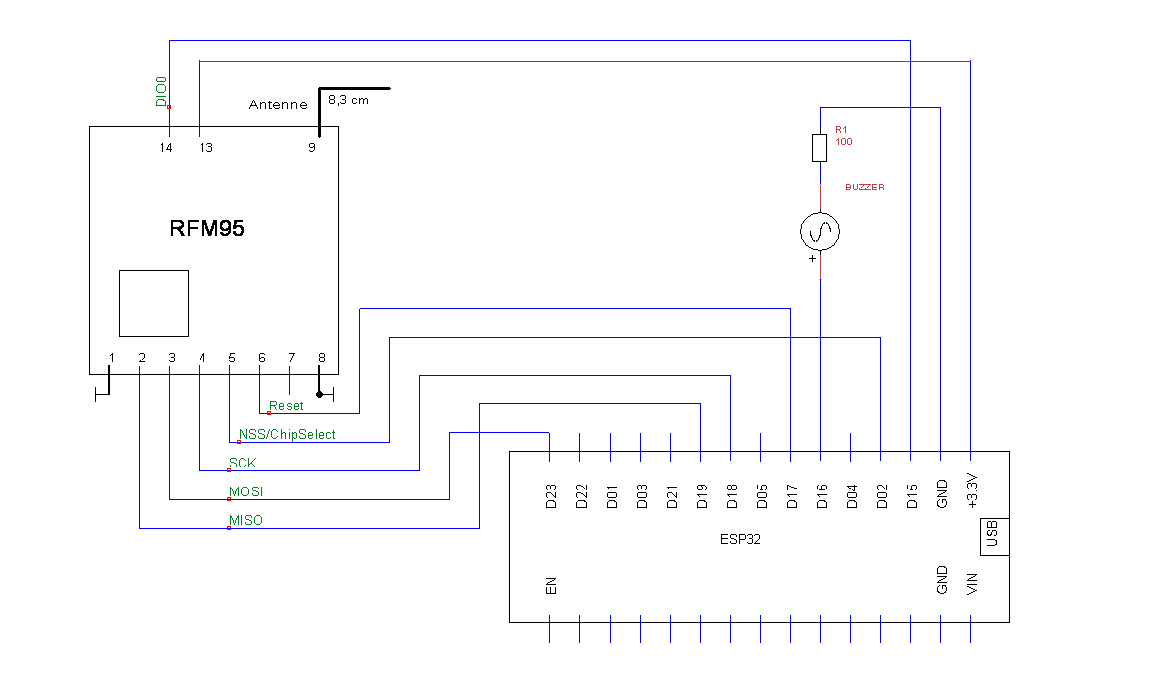 DIO0
Antenne
8,3 cm
14
13
9
R1
100
BUZZER
RFM95
+
1
2
3
4
5
6
7
8
Reset
NSS/ChipSelect
SCK
MOSI
MISO
D23
D22
D01
D03
D21
D19
D18
D05
D17
D16
D04
D02
D15
GND
+3.3V
ESP32
USB
EN
GND
VIN